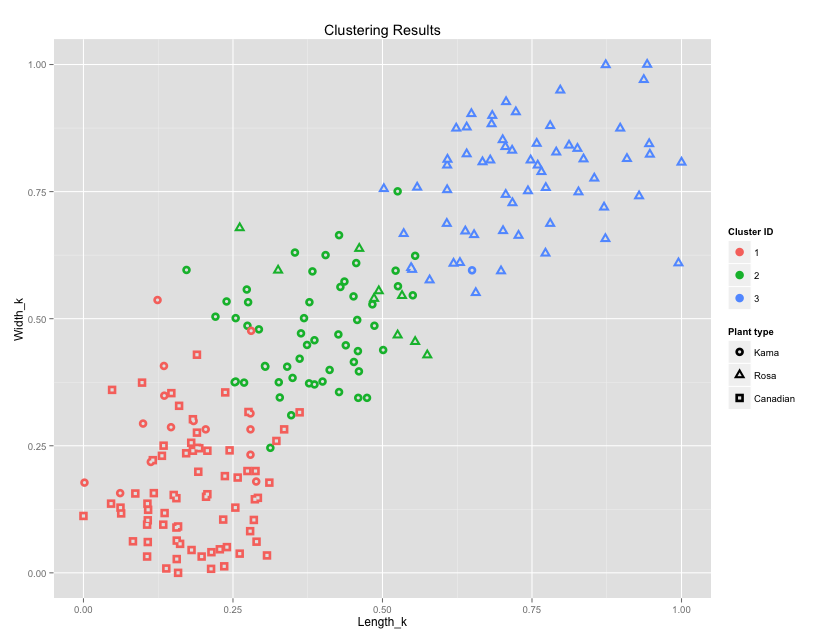 Clustering Results
1.00
0.75
0.50
0.25
0.00
Width_k
0.00 0.25 0.50 0.75 1.00
Length_k
Cluster ID
1
2
3
Plant type
Kama
Rosa
Canadian